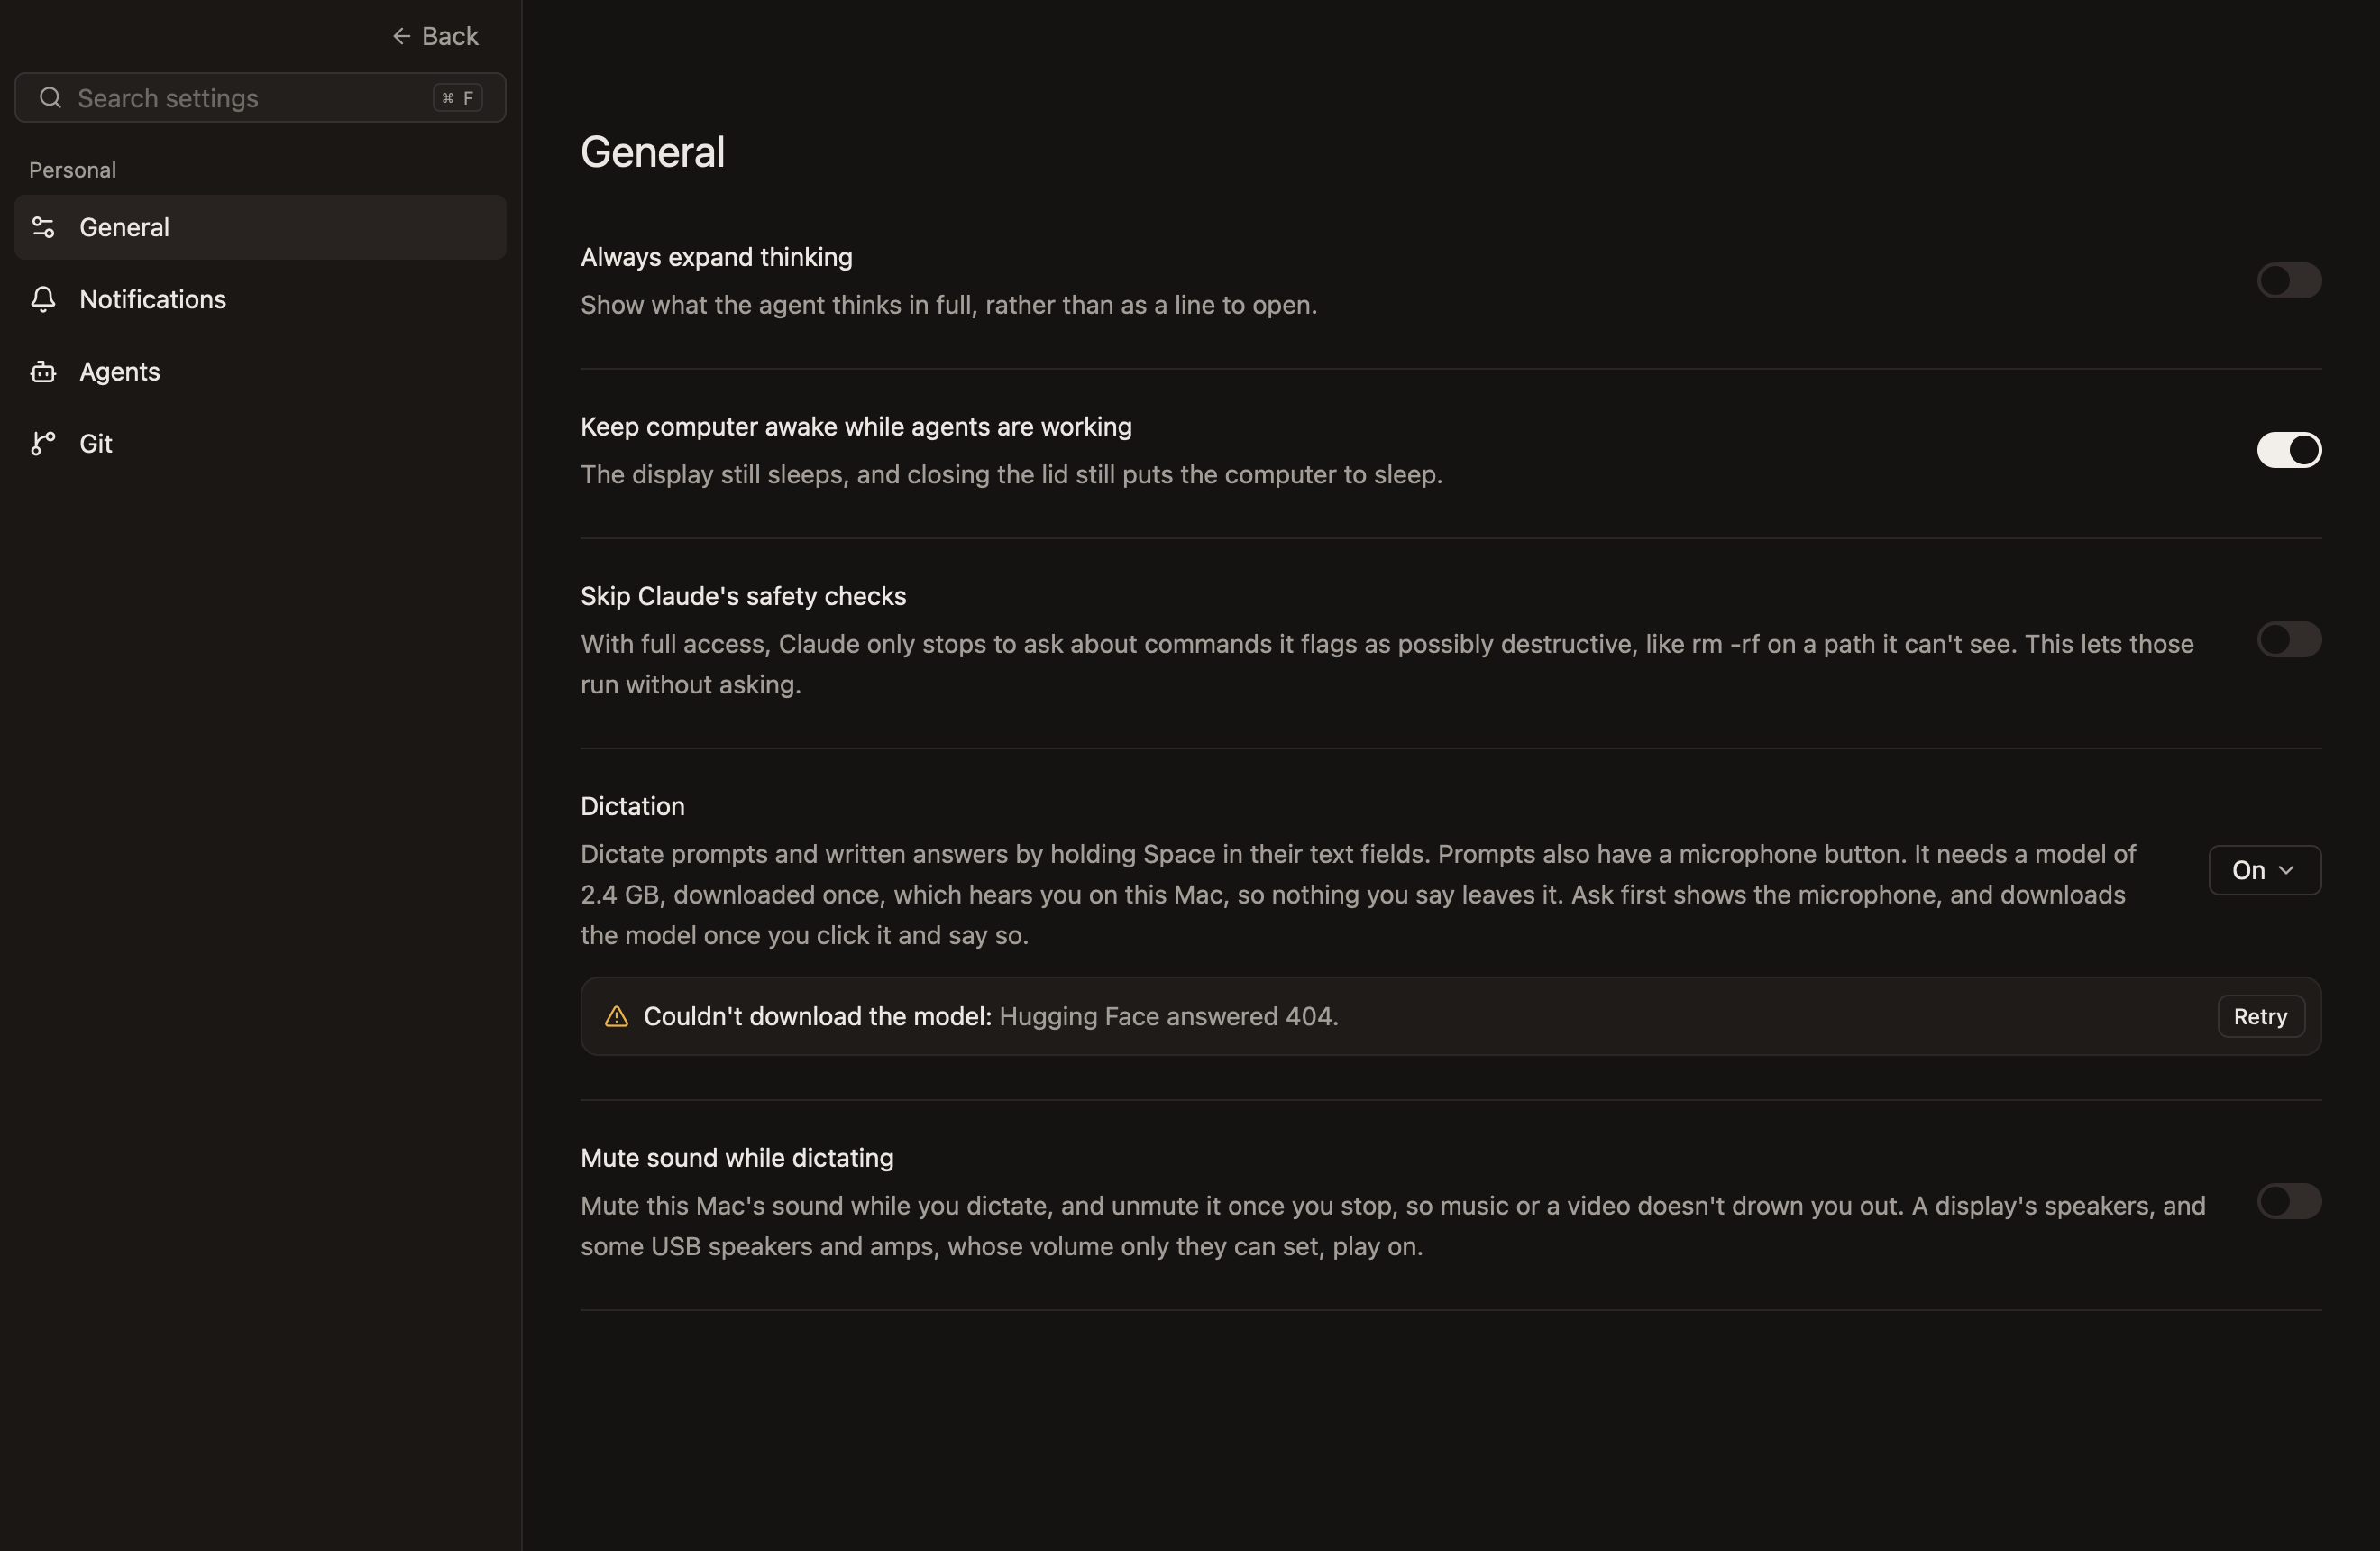 Back
Search settings
⌘ F
Personal
General
Notifications
Agents
Git
General
Always expand thinking
Show what the agent thinks in full, rather than as a line to open.
Keep computer awake while agents are working
The display still sleeps, and closing the lid still puts the computer to sleep.
Skip Claude's safety checks
With full access, Claude only stops to ask about commands it flags as possibly destructive, like rm -rf on a path it can't see. This lets those
run without asking.
Dictation
Dictate prompts and written answers by holding Space in their text fields. Prompts also have a microphone button. It needs a model of
2.4 GB, downloaded once, which hears you on this Mac, so nothing you say leaves it. Ask first shows the microphone, and downloads
the model once you click it and say so.
On
Couldn't download the model: Hugging Face answered 404.
Retry
Mute sound while dictating
Mute this Mac's sound while you dictate, and unmute it once you stop, so music or a video doesn't drown you out. A display's speakers, and
some USB speakers and amps, whose volume only they can set, play on.